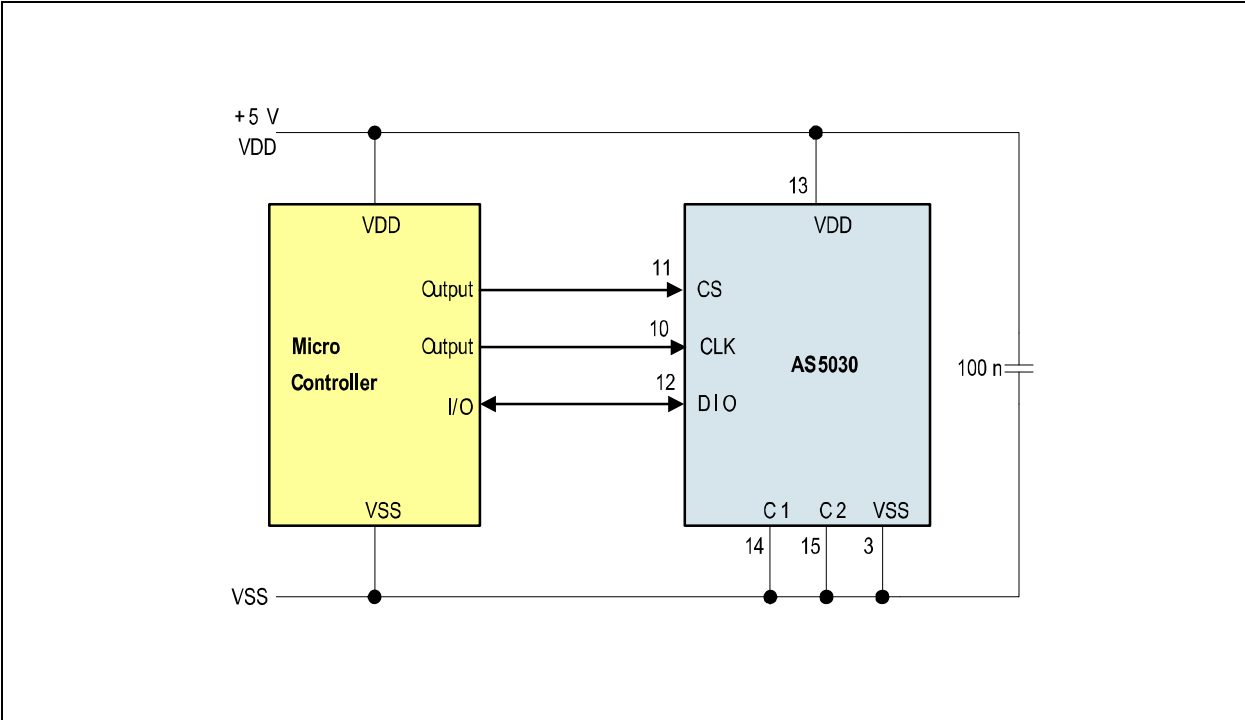 +5 V
VDD
13
VDD
VDD
11
Output
CS
10
Micro
Output
CLK
AS5030
100 n
Controller
12
I/O
DIO
VSS
C1
C2
VSS
14
15
3
VSS